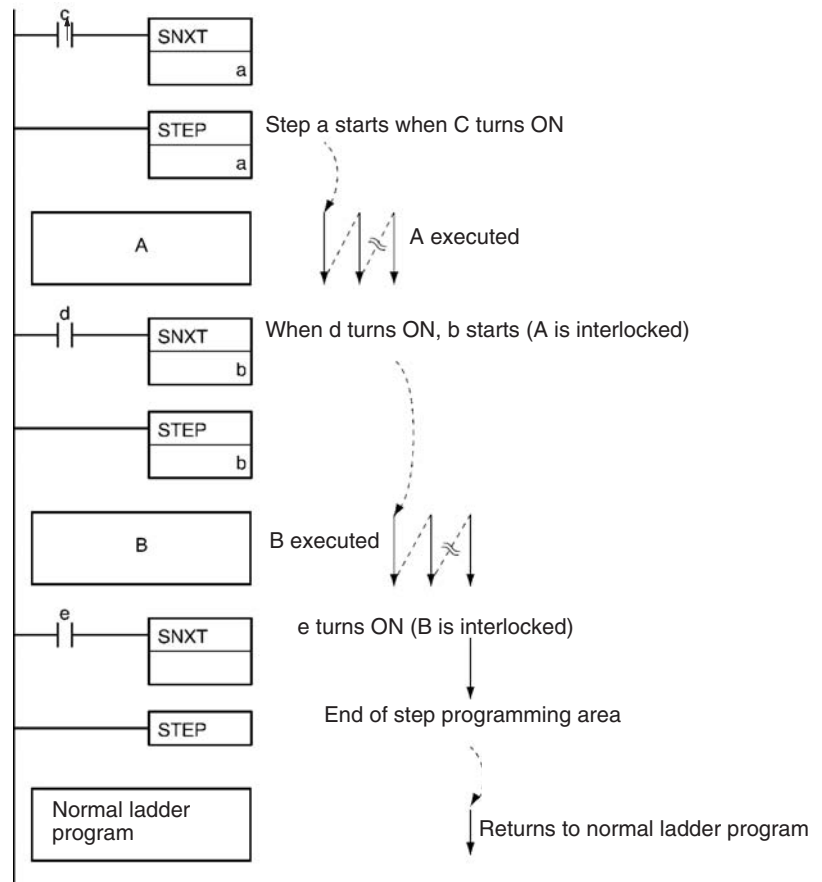 c
SNXT
a
STEP
a
Step a starts when C turns ON
A
A executed
d
SNXT
b
When d turns ON, b starts (A is interlocked)
STEP
b
B
B executed
e
SNXT
e turns ON (B is interlocked)
End of step programming area
STEP
Normal ladder
program
Returns to normal ladder program